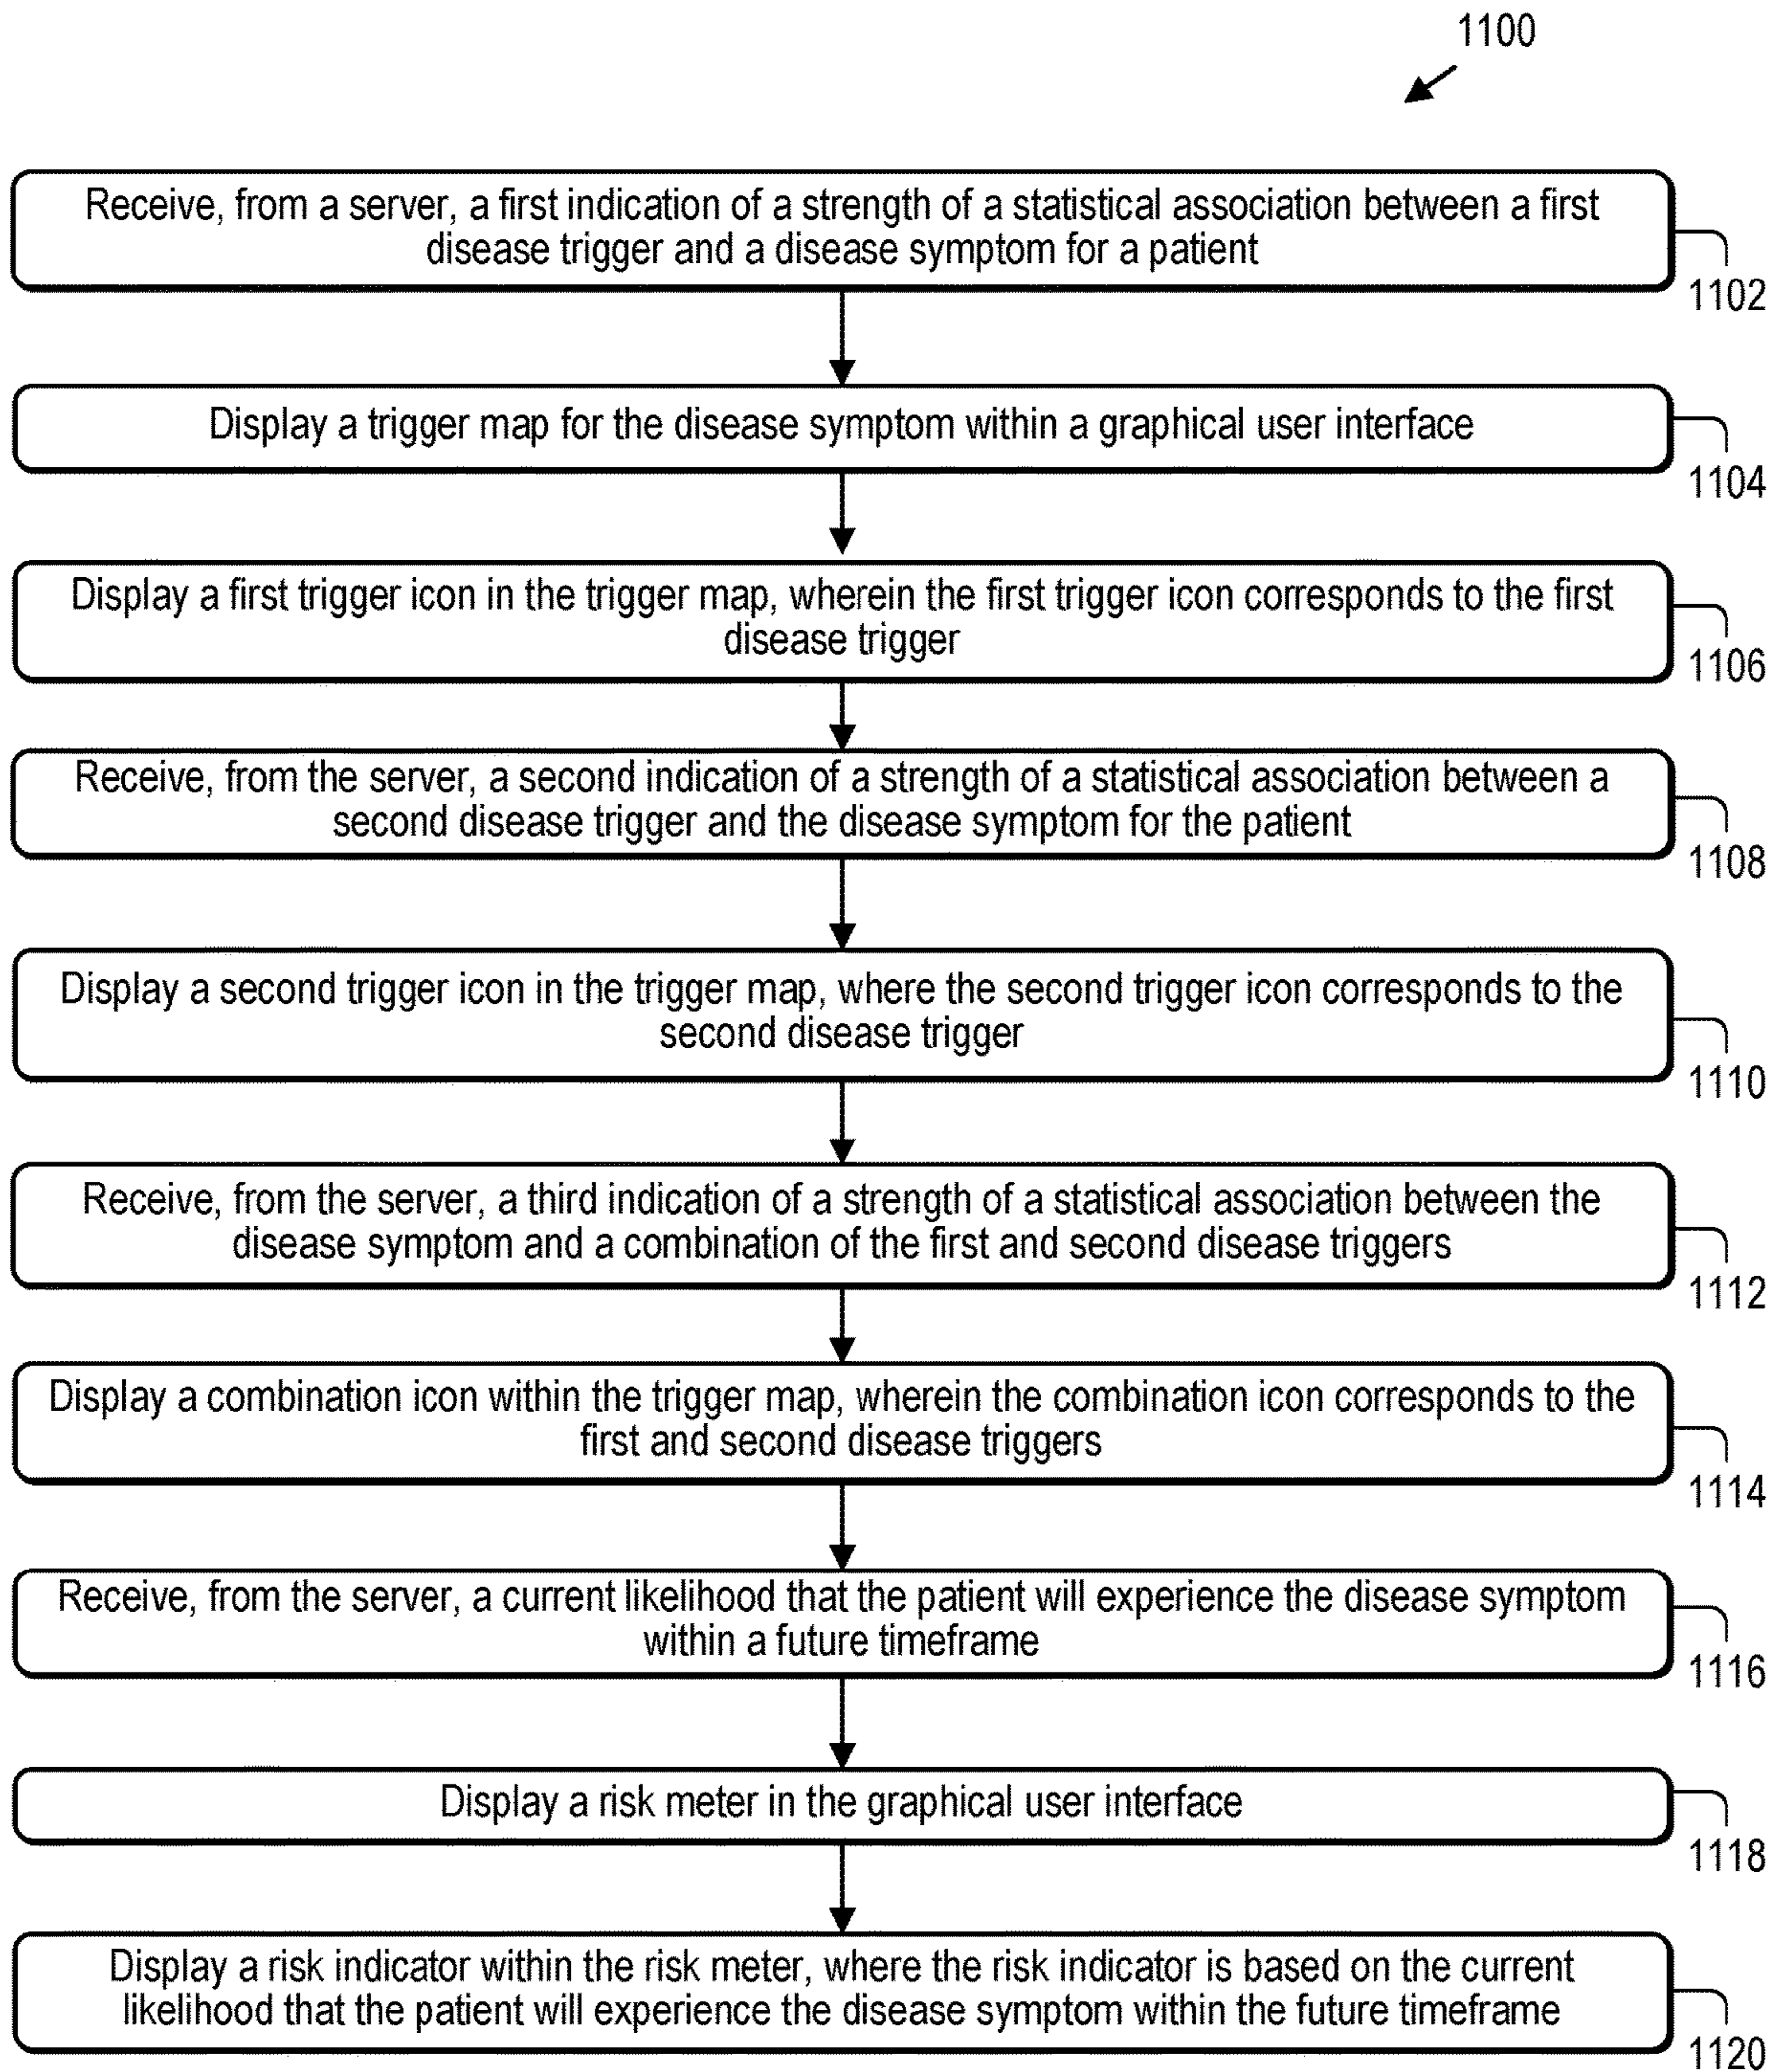 1100
Receive, from a server, a first indication of a strength of a statistical association between a first
disease trigger and a disease symptom for a patient
1102
Display a trigger map for the disease symptom within a graphical user interface
1104
Display a first trigger icon in the trigger map, wherein the first trigger icon corresponds to the first
disease trigger
1106
Receive, from the server, a second indication of a strength of a statistical association between a
second disease trigger and the disease symptom for the patient
1108
Display a second trigger icon in the trigger map, where the second trigger icon corresponds to the
second disease trigger
1110
Receive, from the server, a third indication of a strength of a statistical association between the
disease symptom and a combination of the first and second disease triggers
1112
Display a combination icon within the trigger map, wherein the combination icon corresponds to the
first and second disease triggers
1114
Receive, from the server, a current likelihood that the patient will experience the disease symptom
within a future timeframe
1116
Display a risk meter in the graphical user interface
1118
Display a risk indicator within the risk meter, where the risk indicator is based on the current
likelihood that the patient will experience the disease symptom within the future timeframe
1120